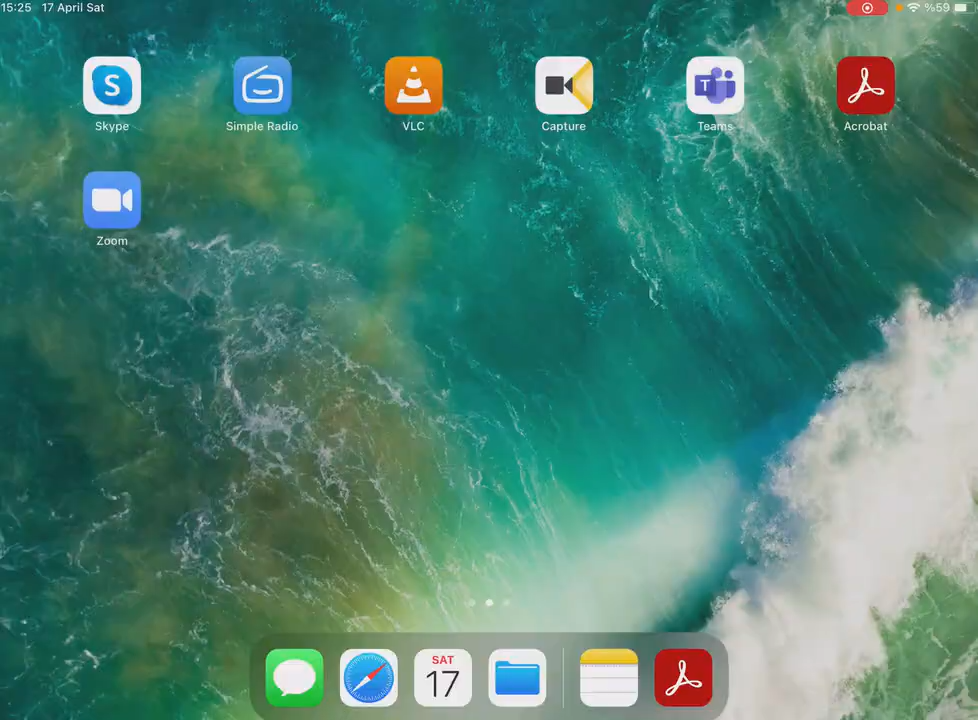 15:25 17 April Sat %59
S
T
Skype Simple Radio VLC Capture Teams Acrobat
Zoom
SAT
17